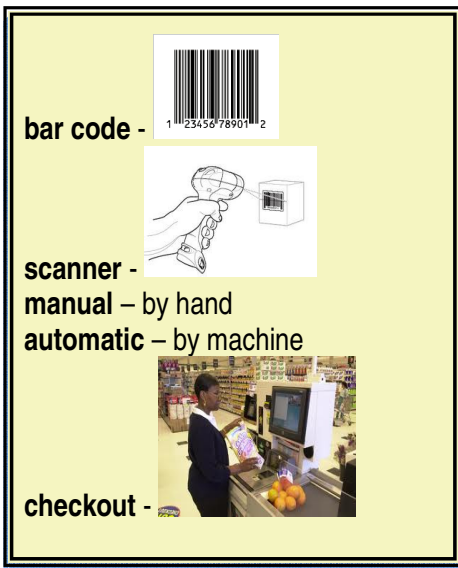 bar code -
1 23456 78901 2
scanner -
manual – by hand
automatic – by machine
checkout -